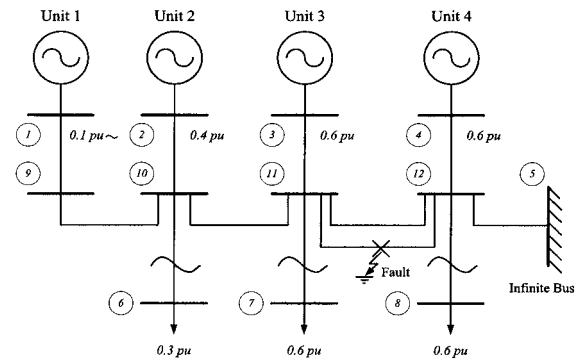 Unit 1 Unit 2 Unit 3 Unit 4
1 0.1 pu~ 2 0.4 pu 3 0.6 pu 4 0.6 pu
9 10 11 12 5
Fault
Infinite Bus
6 7 8
0.3 pu 0.6 pu 0.6 pu